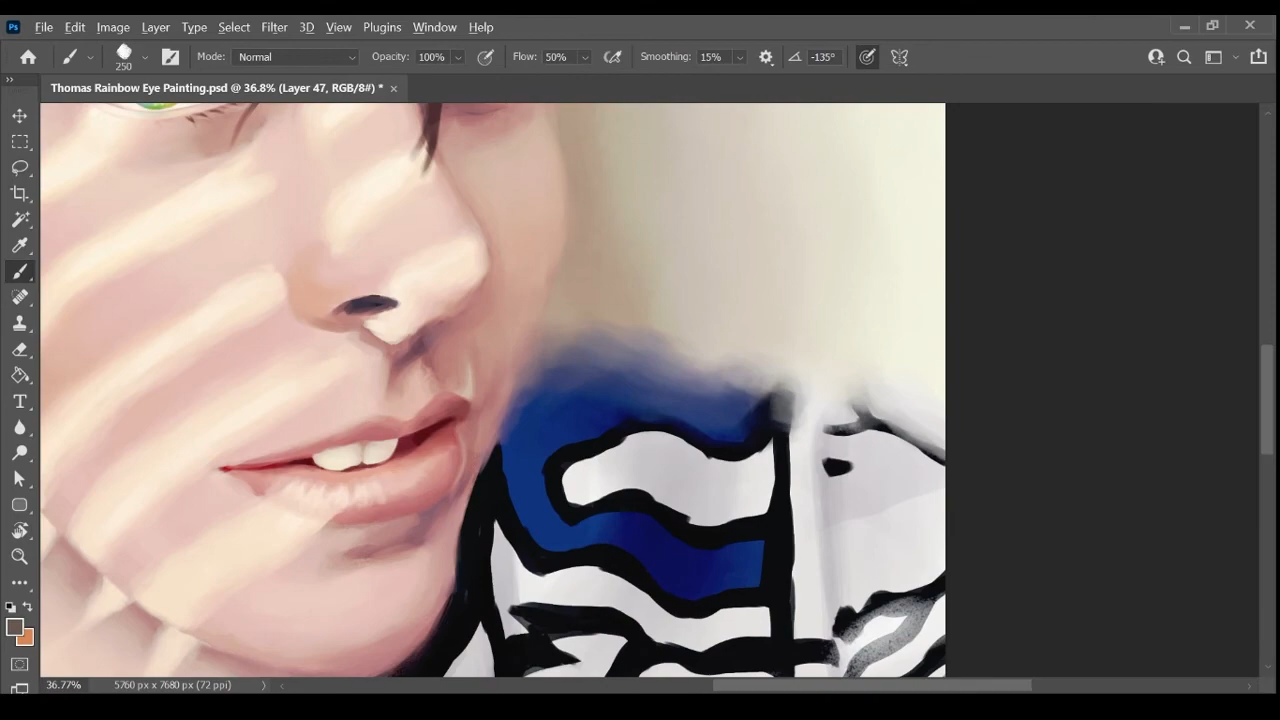 Ps File Edit Image Layer Type Select Filter 3D View Plugins Window Help
250 Mode: Normal Opacity: 100% Flow: 50% Smoothing: 15% -135°
Thomas Rainbow Eye Painting.psd @ 36.8% (Layer 47, RGB/8#) * ×
36.77% 5760 px x 7680 px (72 ppi)